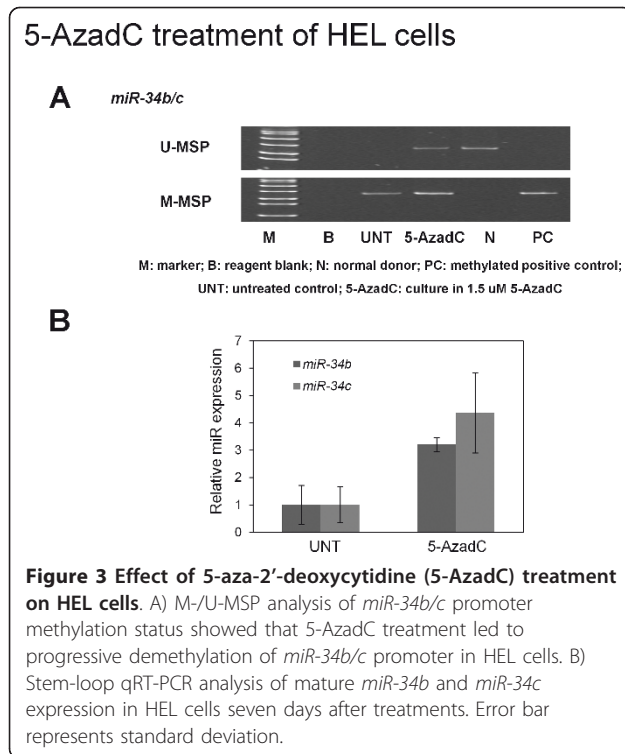 5-AzadC treatment of HEL cells
A
miR-34b/c
U-MSP
M-MSP
M B UNT 5-AzadC N PC
M: marker; B: reagent blank; N: normal donor; PC: methylated positive control;
UNT: untreated control; 5-AzadC: culture in 1.5 uM 5-AzadC
B
7
6
5
4
3
2
1
0
Relative miR expression
miR-34b
miR-34c
UNT 5-AzadC
Figure 3 Effect of 5-aza-2’-deoxycytidine (5-AzadC) treatment
on HEL cells. A) M-/U-MSP analysis of miR-34b/c promoter
methylation status showed that 5-AzadC treatment led to
progressive demethylation of miR-34b/c promoter in HEL cells. B)
Stem-loop qRT-PCR analysis of mature miR-34b and miR-34c
expression in HEL cells seven days after treatments. Error bar
represents standard deviation.